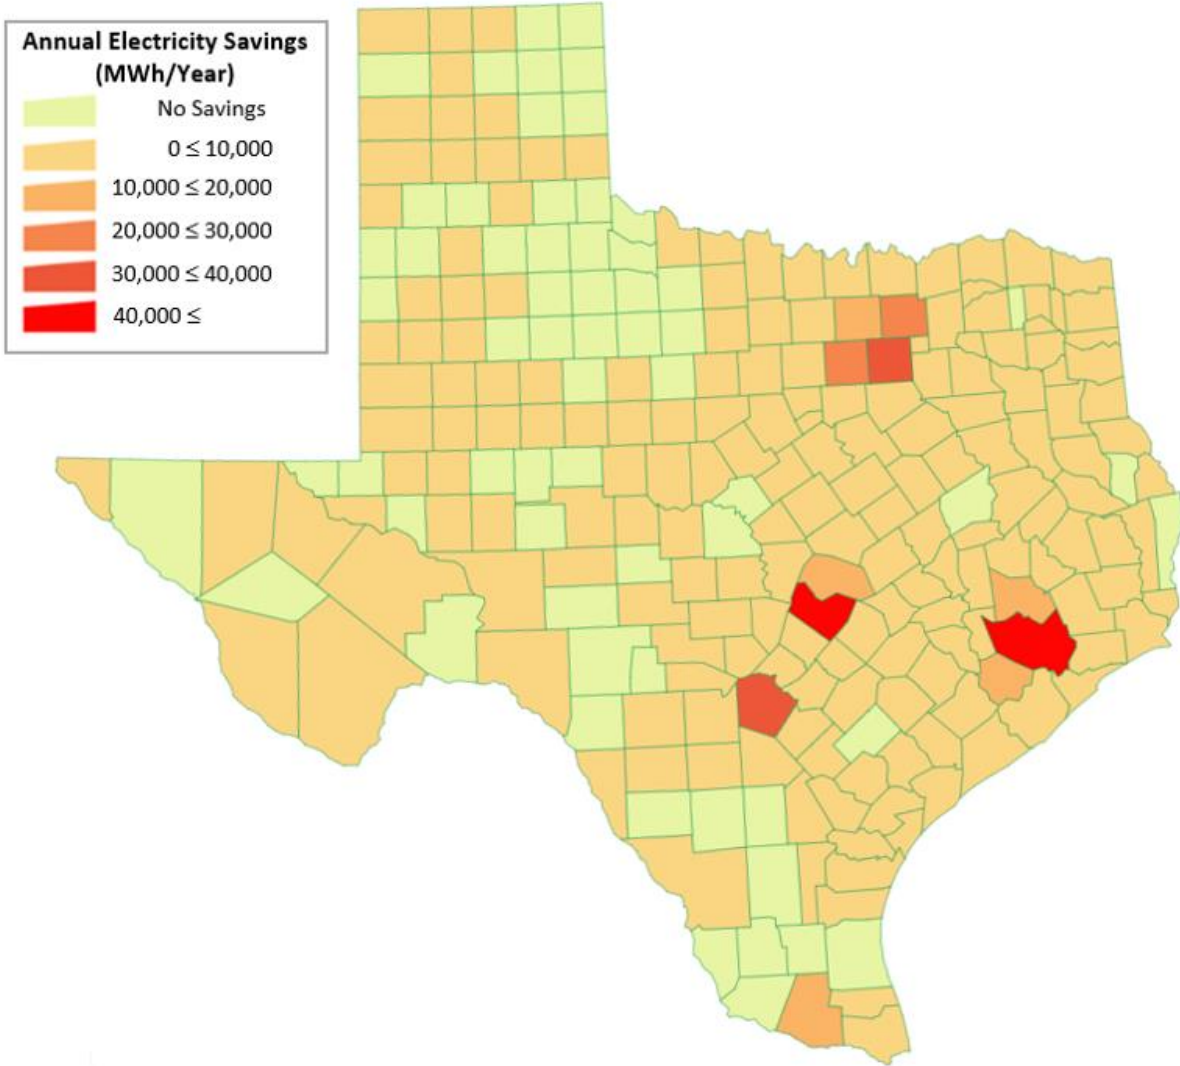 Annual Electricity Savings
(MWh/Year)
No Savings
0 ≤ 10,000
10,000 ≤ 20,000
20,000 ≤ 30,000
30,000 ≤ 40,000
40,000 ≤